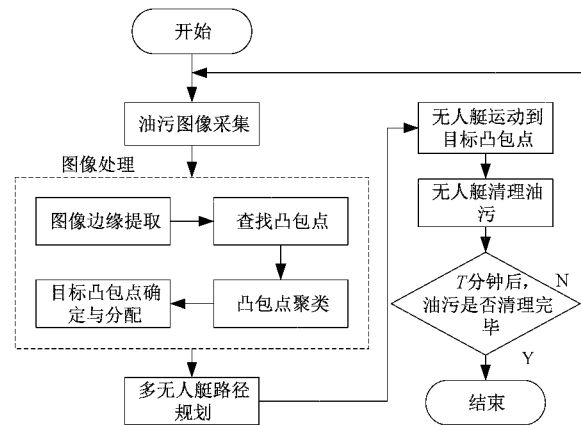 开始
油污图像采集
图像处理
图像边缘提取
查找凸包点
目标凸包点确
定与分配
凸包点聚类
多无人艇路径
规划
无人艇运动到
目标凸包点
无人艇清理油
污
T分钟后,
油污是否清理完
毕
N
Y
结束